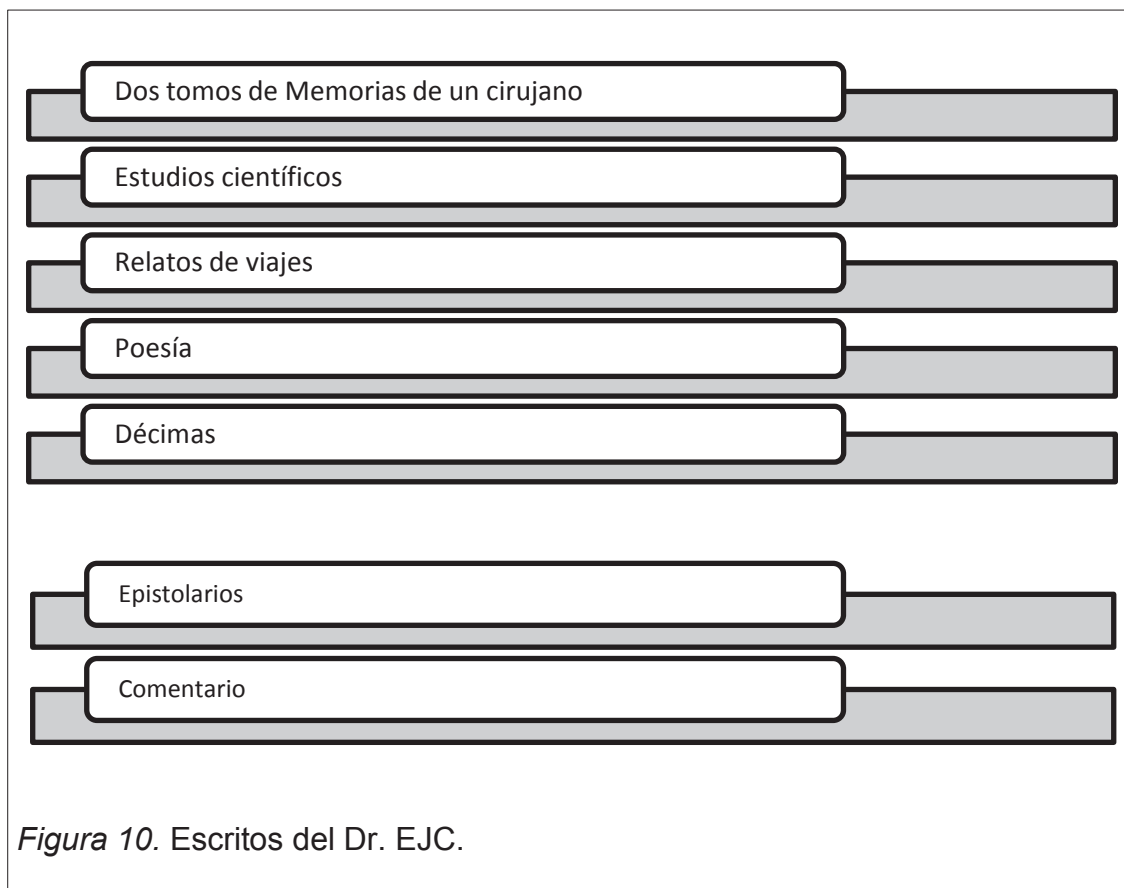 Dos tomos de Memorias de un cirujano
Estudios científicos
Relatos de viajes
Poesía
Décimas
Epistolarios
Comentario
Figura 10. Escritos del Dr. EJC.